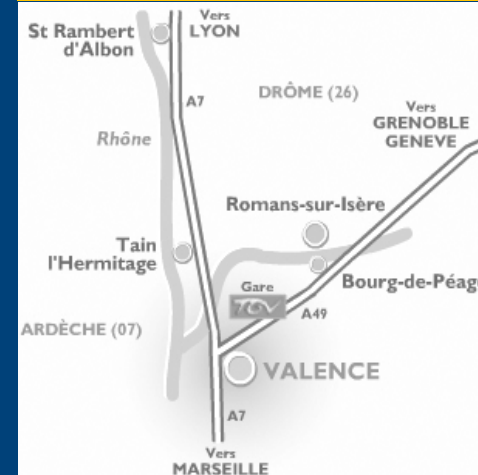 Vers
LYON
St Rambert
d'Albon
A7
DRÔME (26)
Vers
GRENOBLE
GENEVE
Rhône
Romans-sur-Isère
Tain
l'Hermitage
Bourg-de-Péag
Gare
TGV
A49
ARDÈCHE (07)
VALENCE
A7
Vers
MARSEILLE